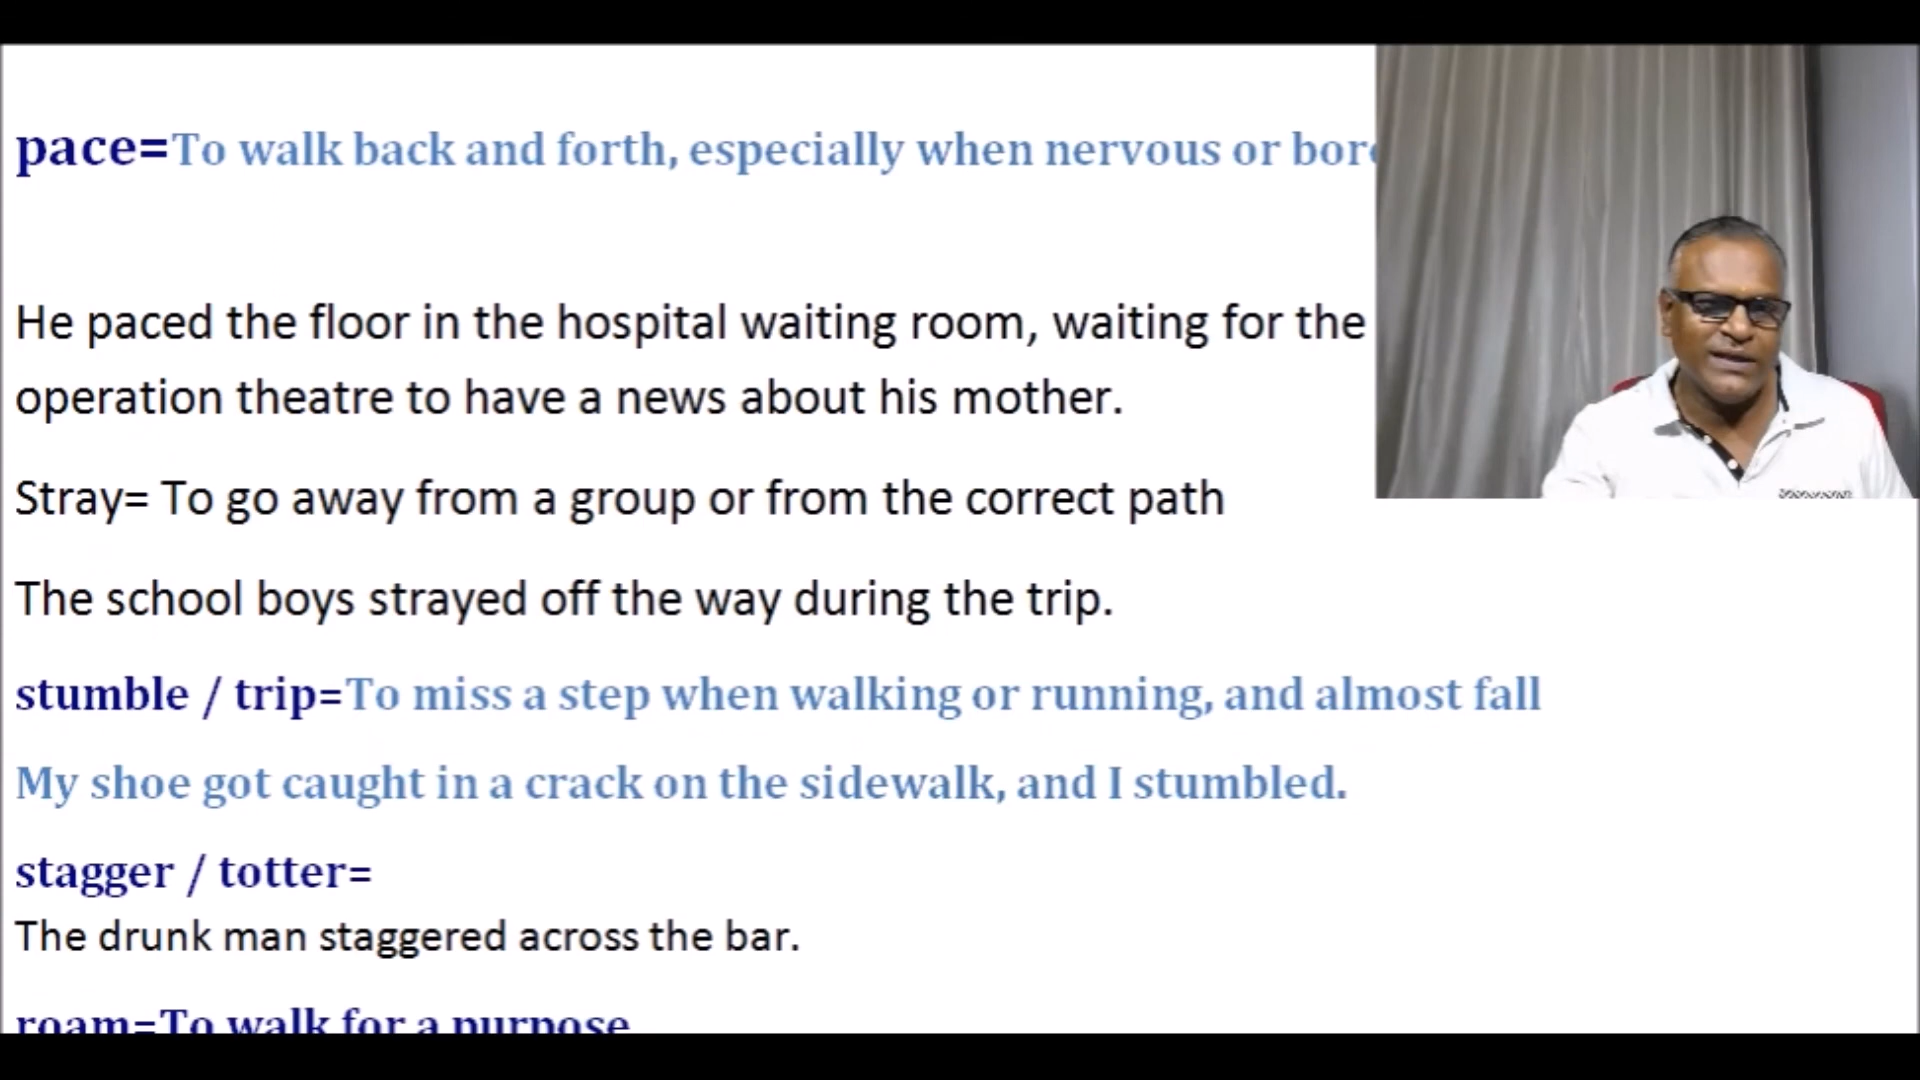 pace=To walk back and forth, especially when nervous or
He paced the floor in the hospital waiting room, waiting for the
operation theatre to have a news about his mother.
Stray= To go away from a group or from the correct path
The school boys strayed off the way during the trip.
stumble / trip=To miss a step when walking or running, and almost fall
My shoe got caught in a crack on the sidewalk, and I stumbled.
stagger / totter=
The drunk man staggered across the bar.
roam=To walk for a purpose